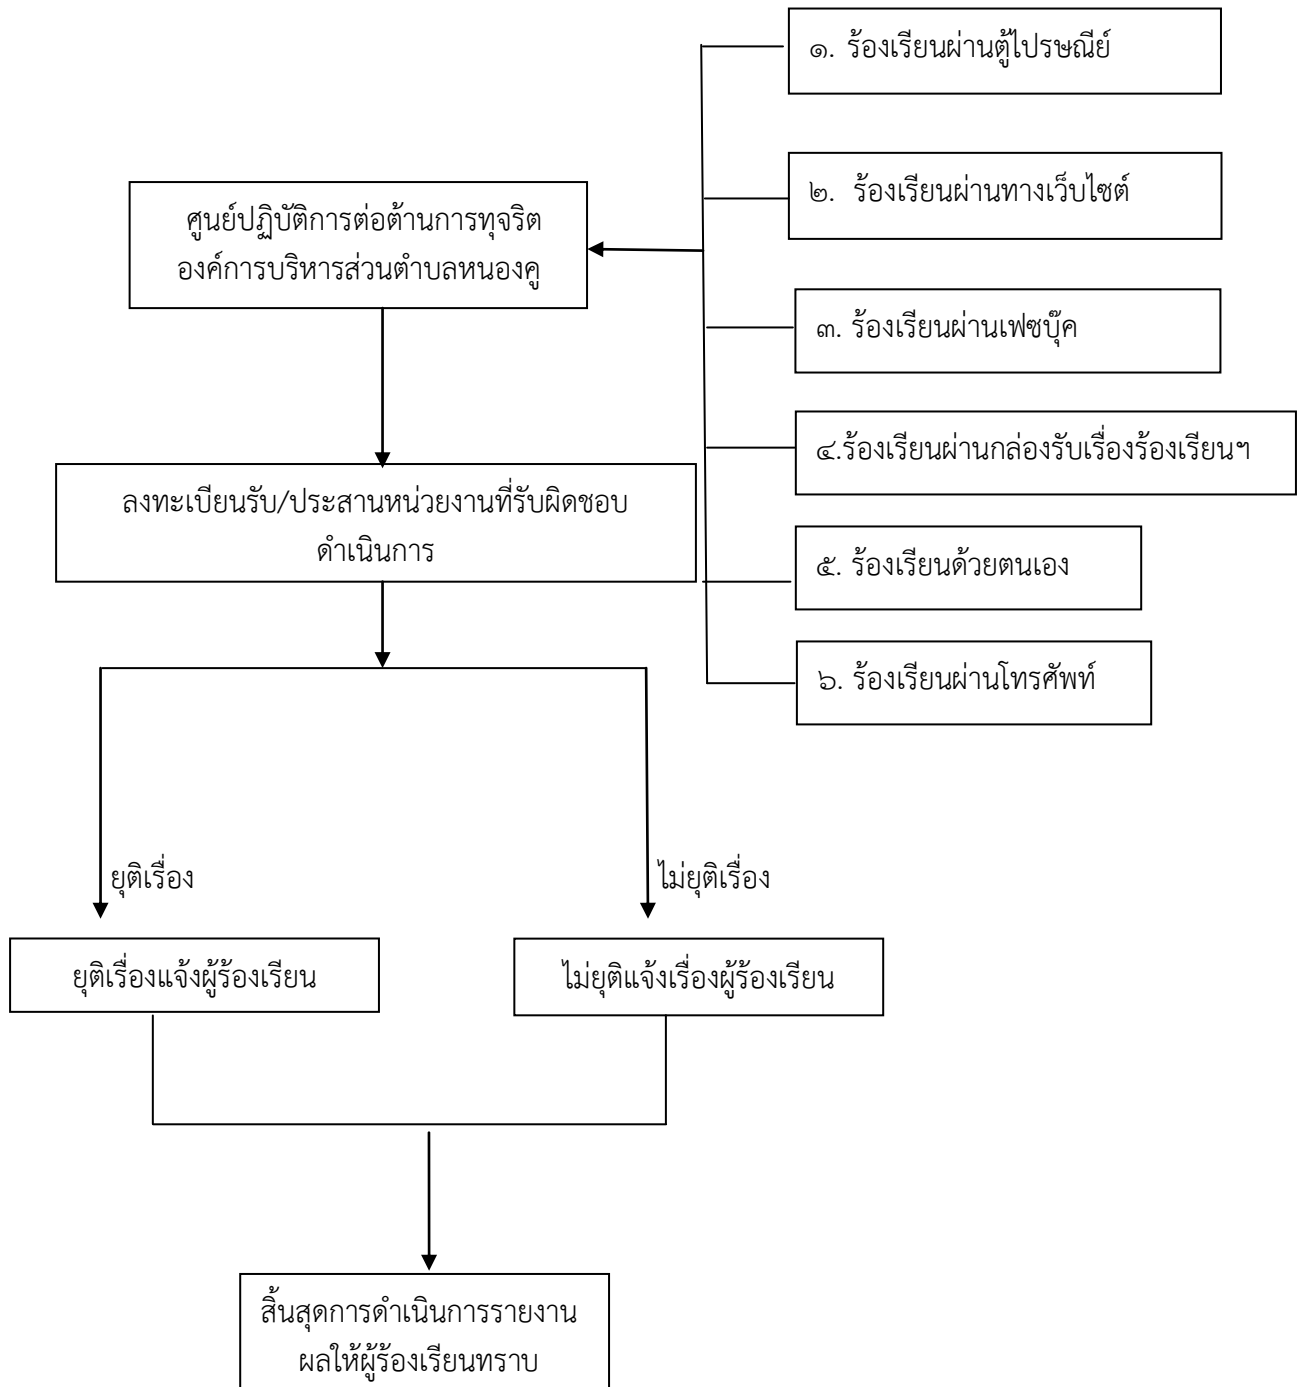 ๑. ร้องเรียนผ่านตู้ไปรษณีย์
๒. ร้องเรียนผ่านทางเว็บไซต์
ศูนย์ปฏิบัติการต่อต้านการทุจริต
องค์การบริหารส่วนตำบลหนองคู
๓. ร้องเรียนผ่านเฟซบุ๊ค
๔.ร้องเรียนผ่านกล่องรับเรื่องร้องเรียนฯ
ลงทะเบียนรับ/ประสานหน่วยงานที่รับผิดชอบ
ดำเนินการ
๕. ร้องเรียนด้วยตนเอง
๖. ร้องเรียนผ่านโทรศัพท์
ยุติเรื่อง
ไม่ยุติเรื่อง
ยุติเรื่องแจ้งผู้ร้องเรียน
ไม่ยุติแจ้งเรื่องผู้ร้องเรียน
สิ้นสุดการดำเนินการรายงาน
ผลให้ผู้ร้องเรียนทราบ